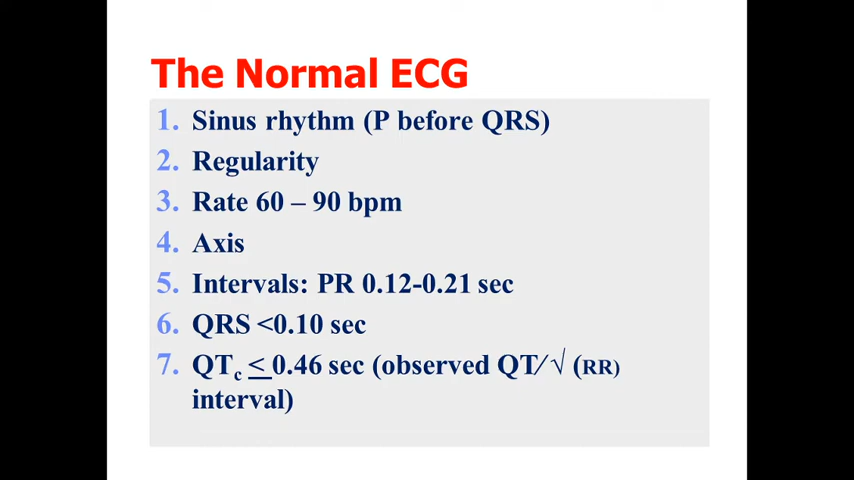 The Normal ECG
1. Sinus rhythm (P before QRS)
2. Regularity
3. Rate 60 – 90 bpm
4. Axis
5. Intervals: PR 0.12-0.21 sec
6. QRS <0.10 sec
7. QTc ≤ 0.46 sec (observed QT/√ (RR)
interval)